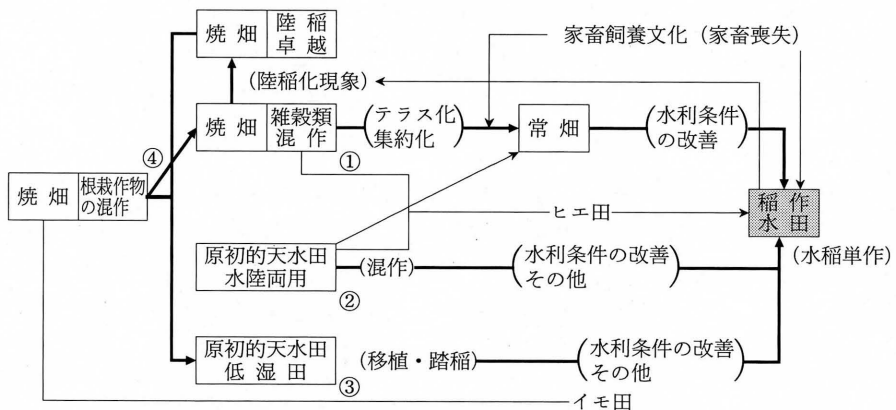 焼畑 陸稲卓越
家畜飼養文化(家畜喪失)
(陸稲化現象)
焼畑 雑穀類混作
①
(テラス化
集約化)
常畑
(水利条件
の改善)
④
焼畑 根栽作物の混作
ヒエ田
稲作
水田
(水稲単作)
原初的天水田
水陸両用
②
(混作)
(水利条件の改善
その他)
原初的天水田
低湿田
③
(移植・踏稲)
(水利条件の改善
その他)
イモ田